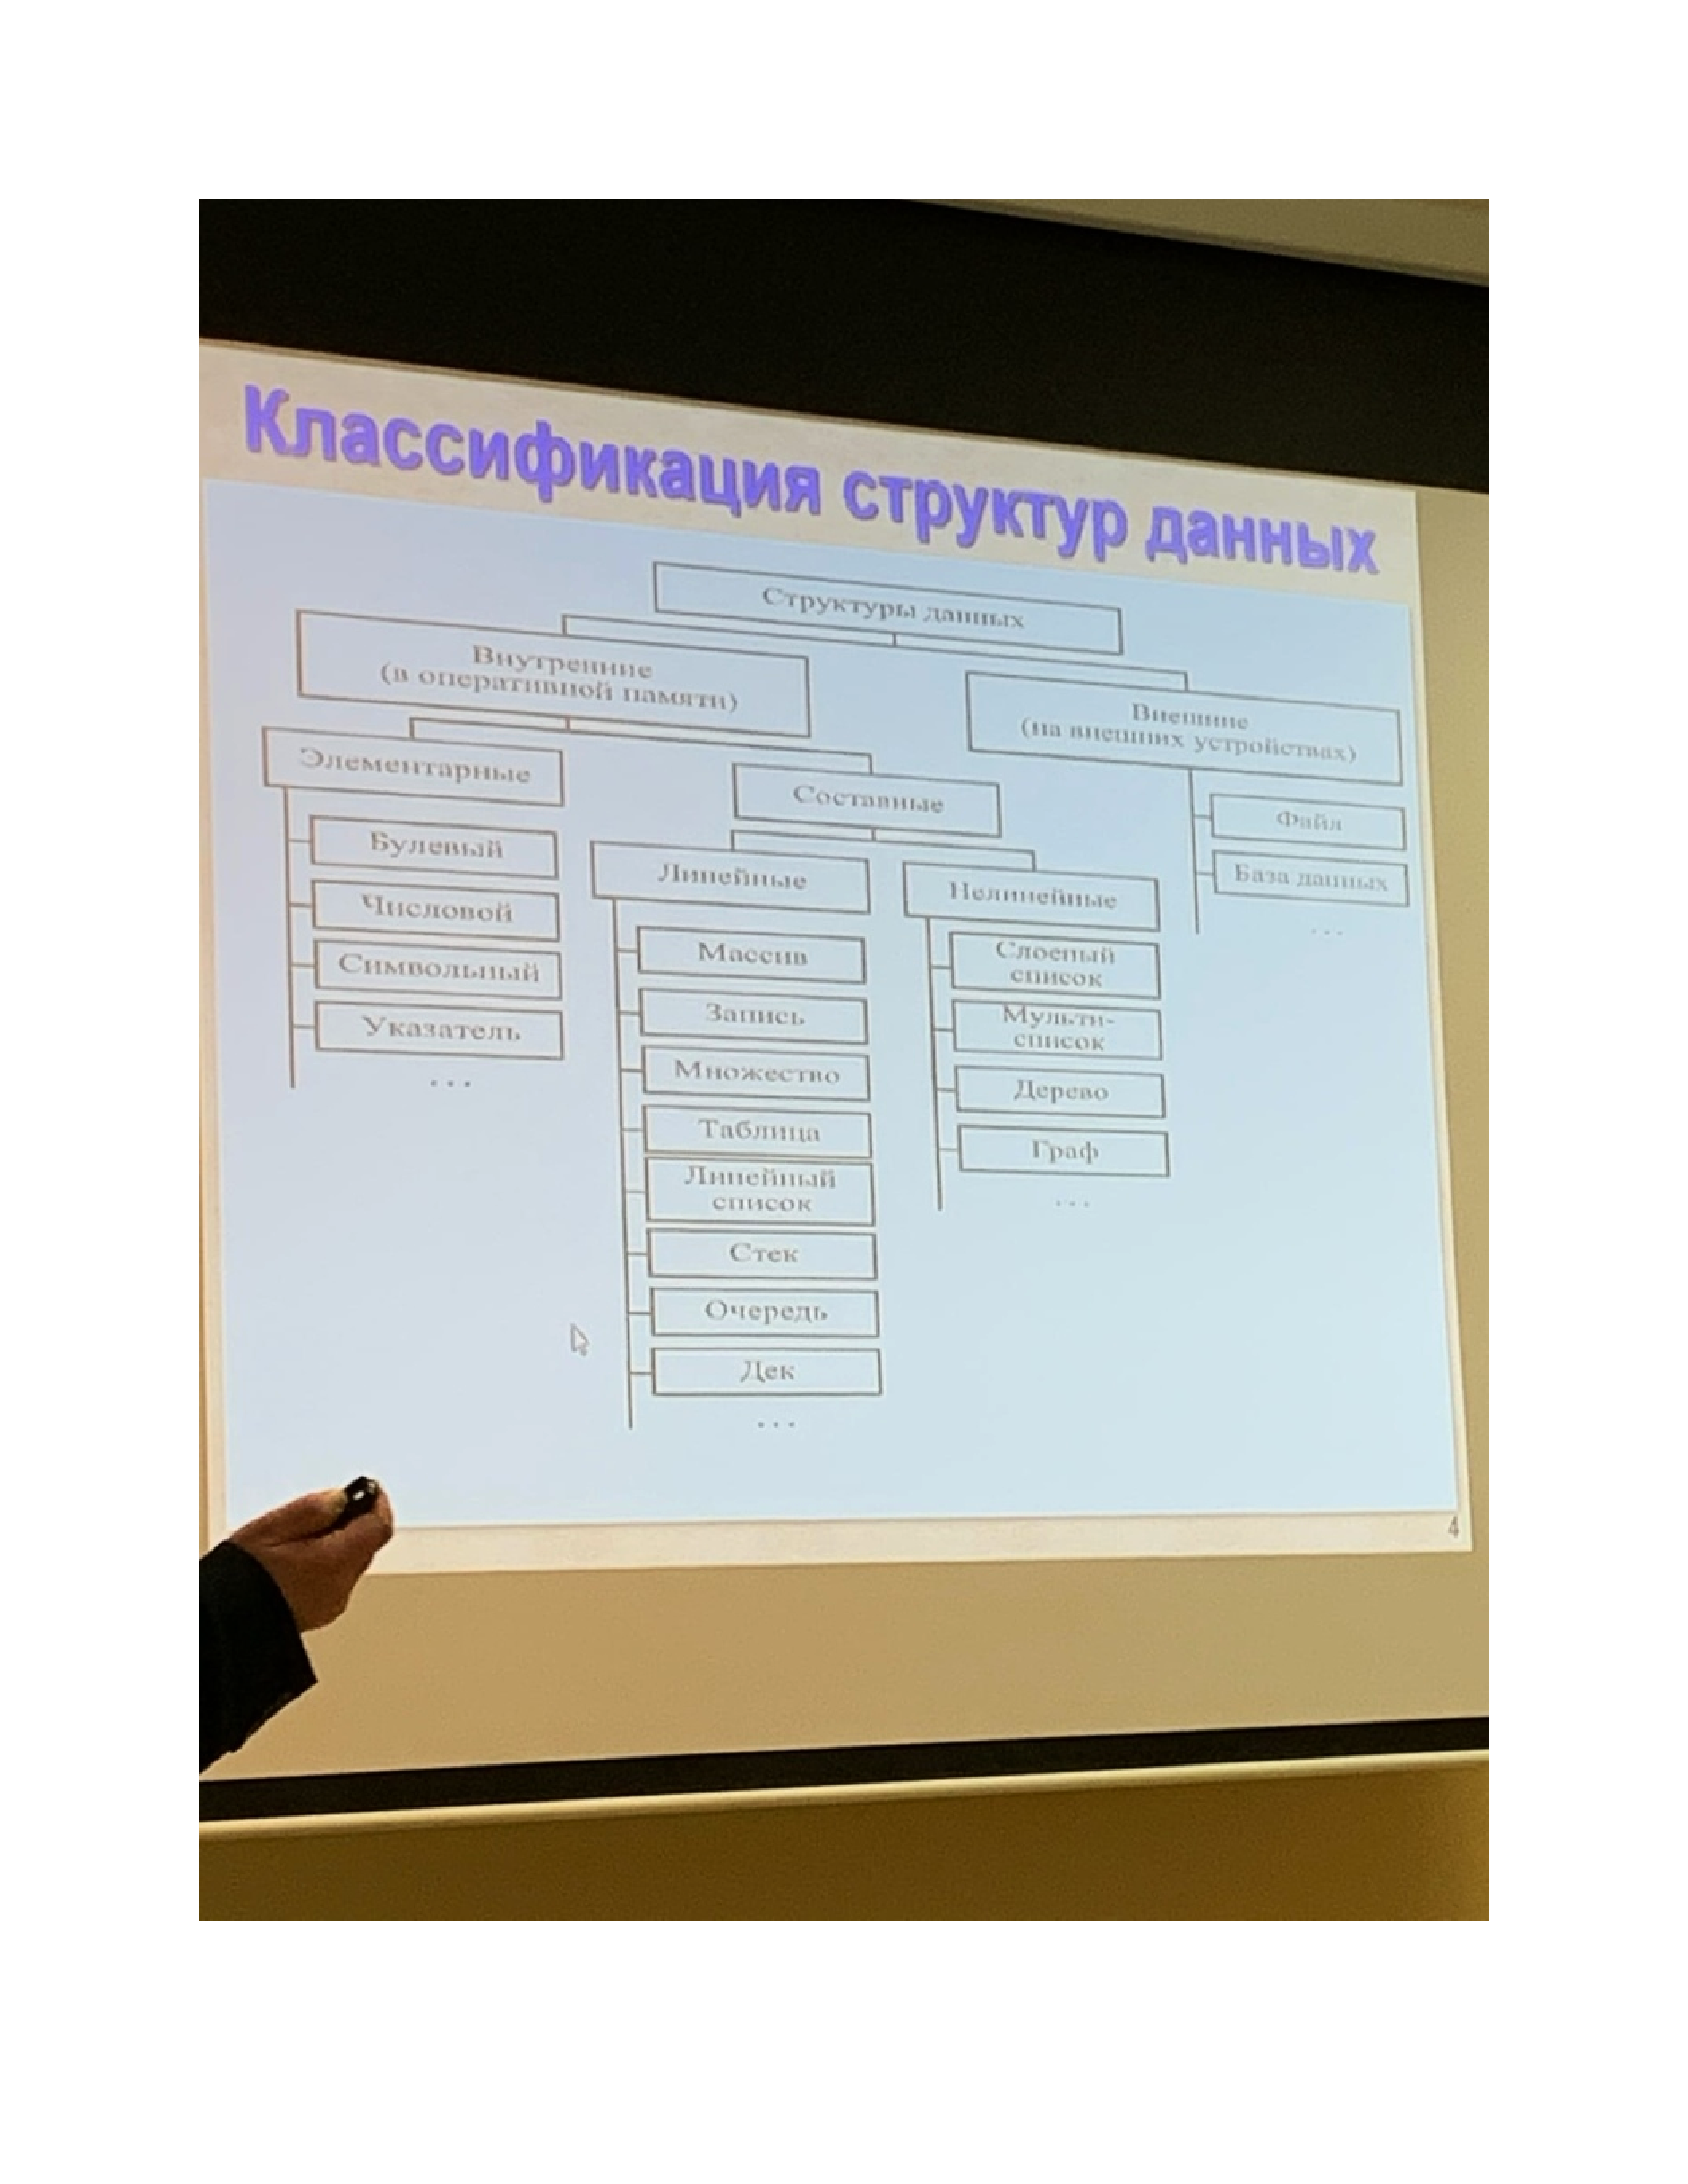 Классификация структур данных
Структуры данных
Внутренние
(в оперативной памяти)
Внешние
(на внешних устройствах)
Элементарные
Составные
Файл
База данных
...
Булевый
Числовой
Символьный
Указатель
...
Линейные
Массив
Запись
Множество
Таблица
Линейный
список
Стек
Очередь
Дек
...
Нелинейные
Слоеный
список
Мульти-
список
Дерево
Граф
...
4